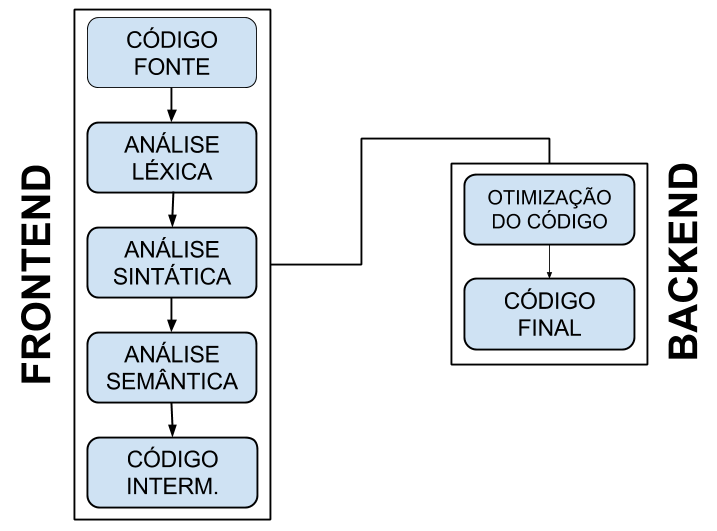 FRONTEND
CÓDIGO
FONTE
ANÁLISE
LÉXICA
ANÁLISE
SINTÁTICA
ANÁLISE
SEMÂNTICA
CÓDIGO
INTERM.
OTIMIZAÇÃO
DO CÓDIGO
CÓDIGO
FINAL
BACKEND